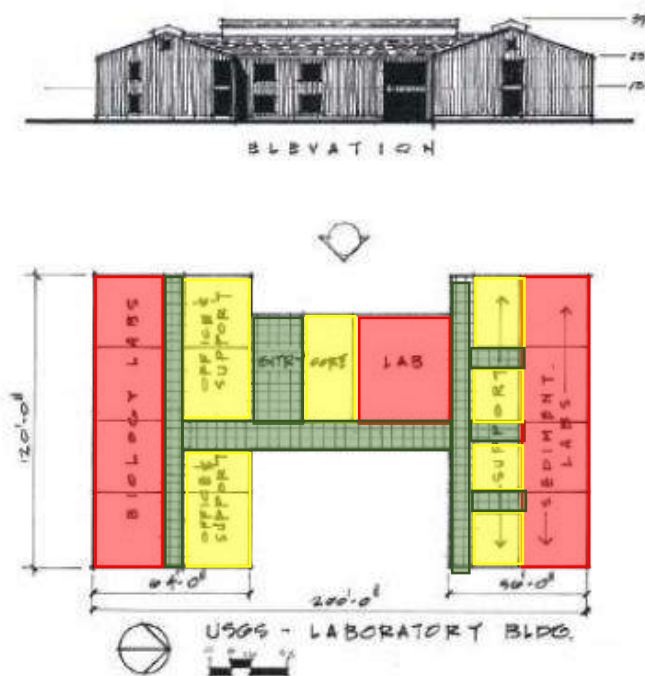 ELEVATION
BIOLOGY LABS
OFFICE & SUPPORT
OFFICE & SUPPORT
ENTRY
CORE
LAB
SUPPORT
SEDIMENT. LABS
120'-0"
64'-0"
56'-0"
200'-0"
USGS - LABORATORY BLDG.